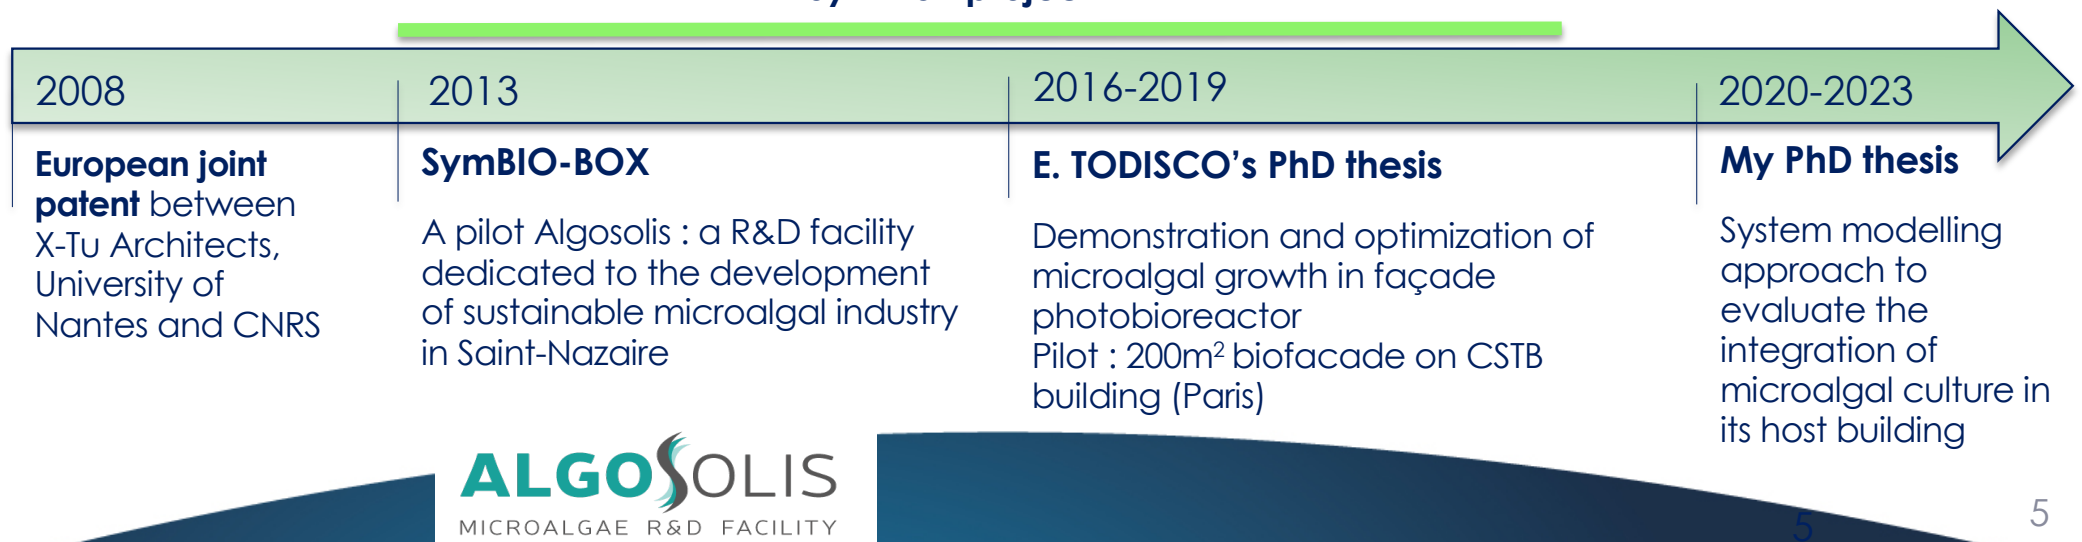 2008
2013
2016-2019
2020-2023
European joint
patent between
X-Tu Architects,
University of
Nantes and CNRS
SymBIO-BOX
A pilot Algosolis : a R&D facility
dedicated to the development
of sustainable microalgal industry
in Saint-Nazaire
E. TODISCO’s PhD thesis
Demonstration and optimization of
microalgal growth in façade
photobioreactor
Pilot : 200m² biofacade on CSTB
building (Paris)
My PhD thesis
System modelling
approach to
evaluate the
integration of
microalgal culture in
its host building
ALGOSOLIS
MICROALGAE R&D FACILITY
5
5